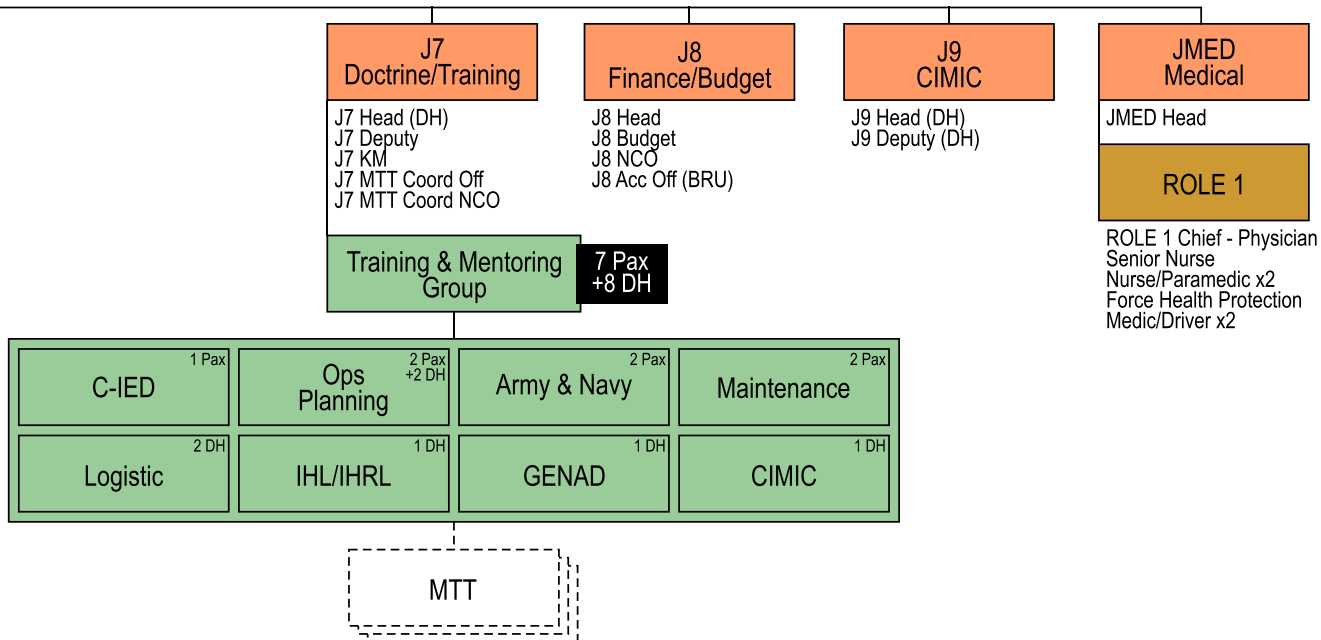 J7
Doctrine/Training
J7 Head (DH)
J7 Deputy
J7 KM
J7 MTT Coord Off
J7 MTT Coord NCO
J8
Finance/Budget
J8 Head
J8 Budget
J8 NCO
J8 Acc Off (BRU)
J9
CIMIC
J9 Head (DH)
J9 Deputy (DH)
JMED
Medical
JMED Head
ROLE 1
ROLE 1 Chief - Physician
Senior Nurse
Nurse/Paramedic x2
Force Health Protection
Medic/Driver x2
Training & Mentoring
Group
7 Pax
+8 DH
1 Pax
C-IED
2 Pax
+2 DH
Ops
Planning
2 Pax
Army & Navy
2 Pax
Maintenance
2 DH
Logistic
1 DH
IHL/IHRL
1 DH
GENAD
1 DH
CIMIC
MTT